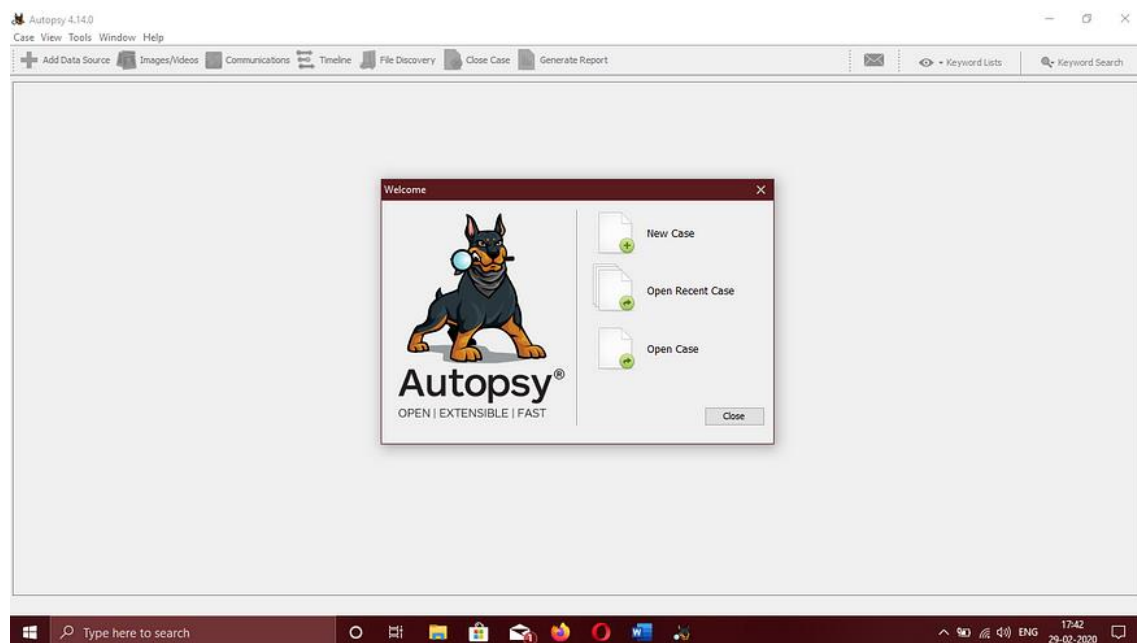 Autopsy 4.14.0
Case View Tools Window Help
Add Data Source Images/Videos Communications Timeline File Discovery Close Case Generate Report Keyword Lists Keyword Search
Welcome
New Case
Open Recent Case
Open Case
Autopsy®
OPEN | EXTENSIBLE | FAST
Close
Type here to search
ENG
17:42
29-02-2020